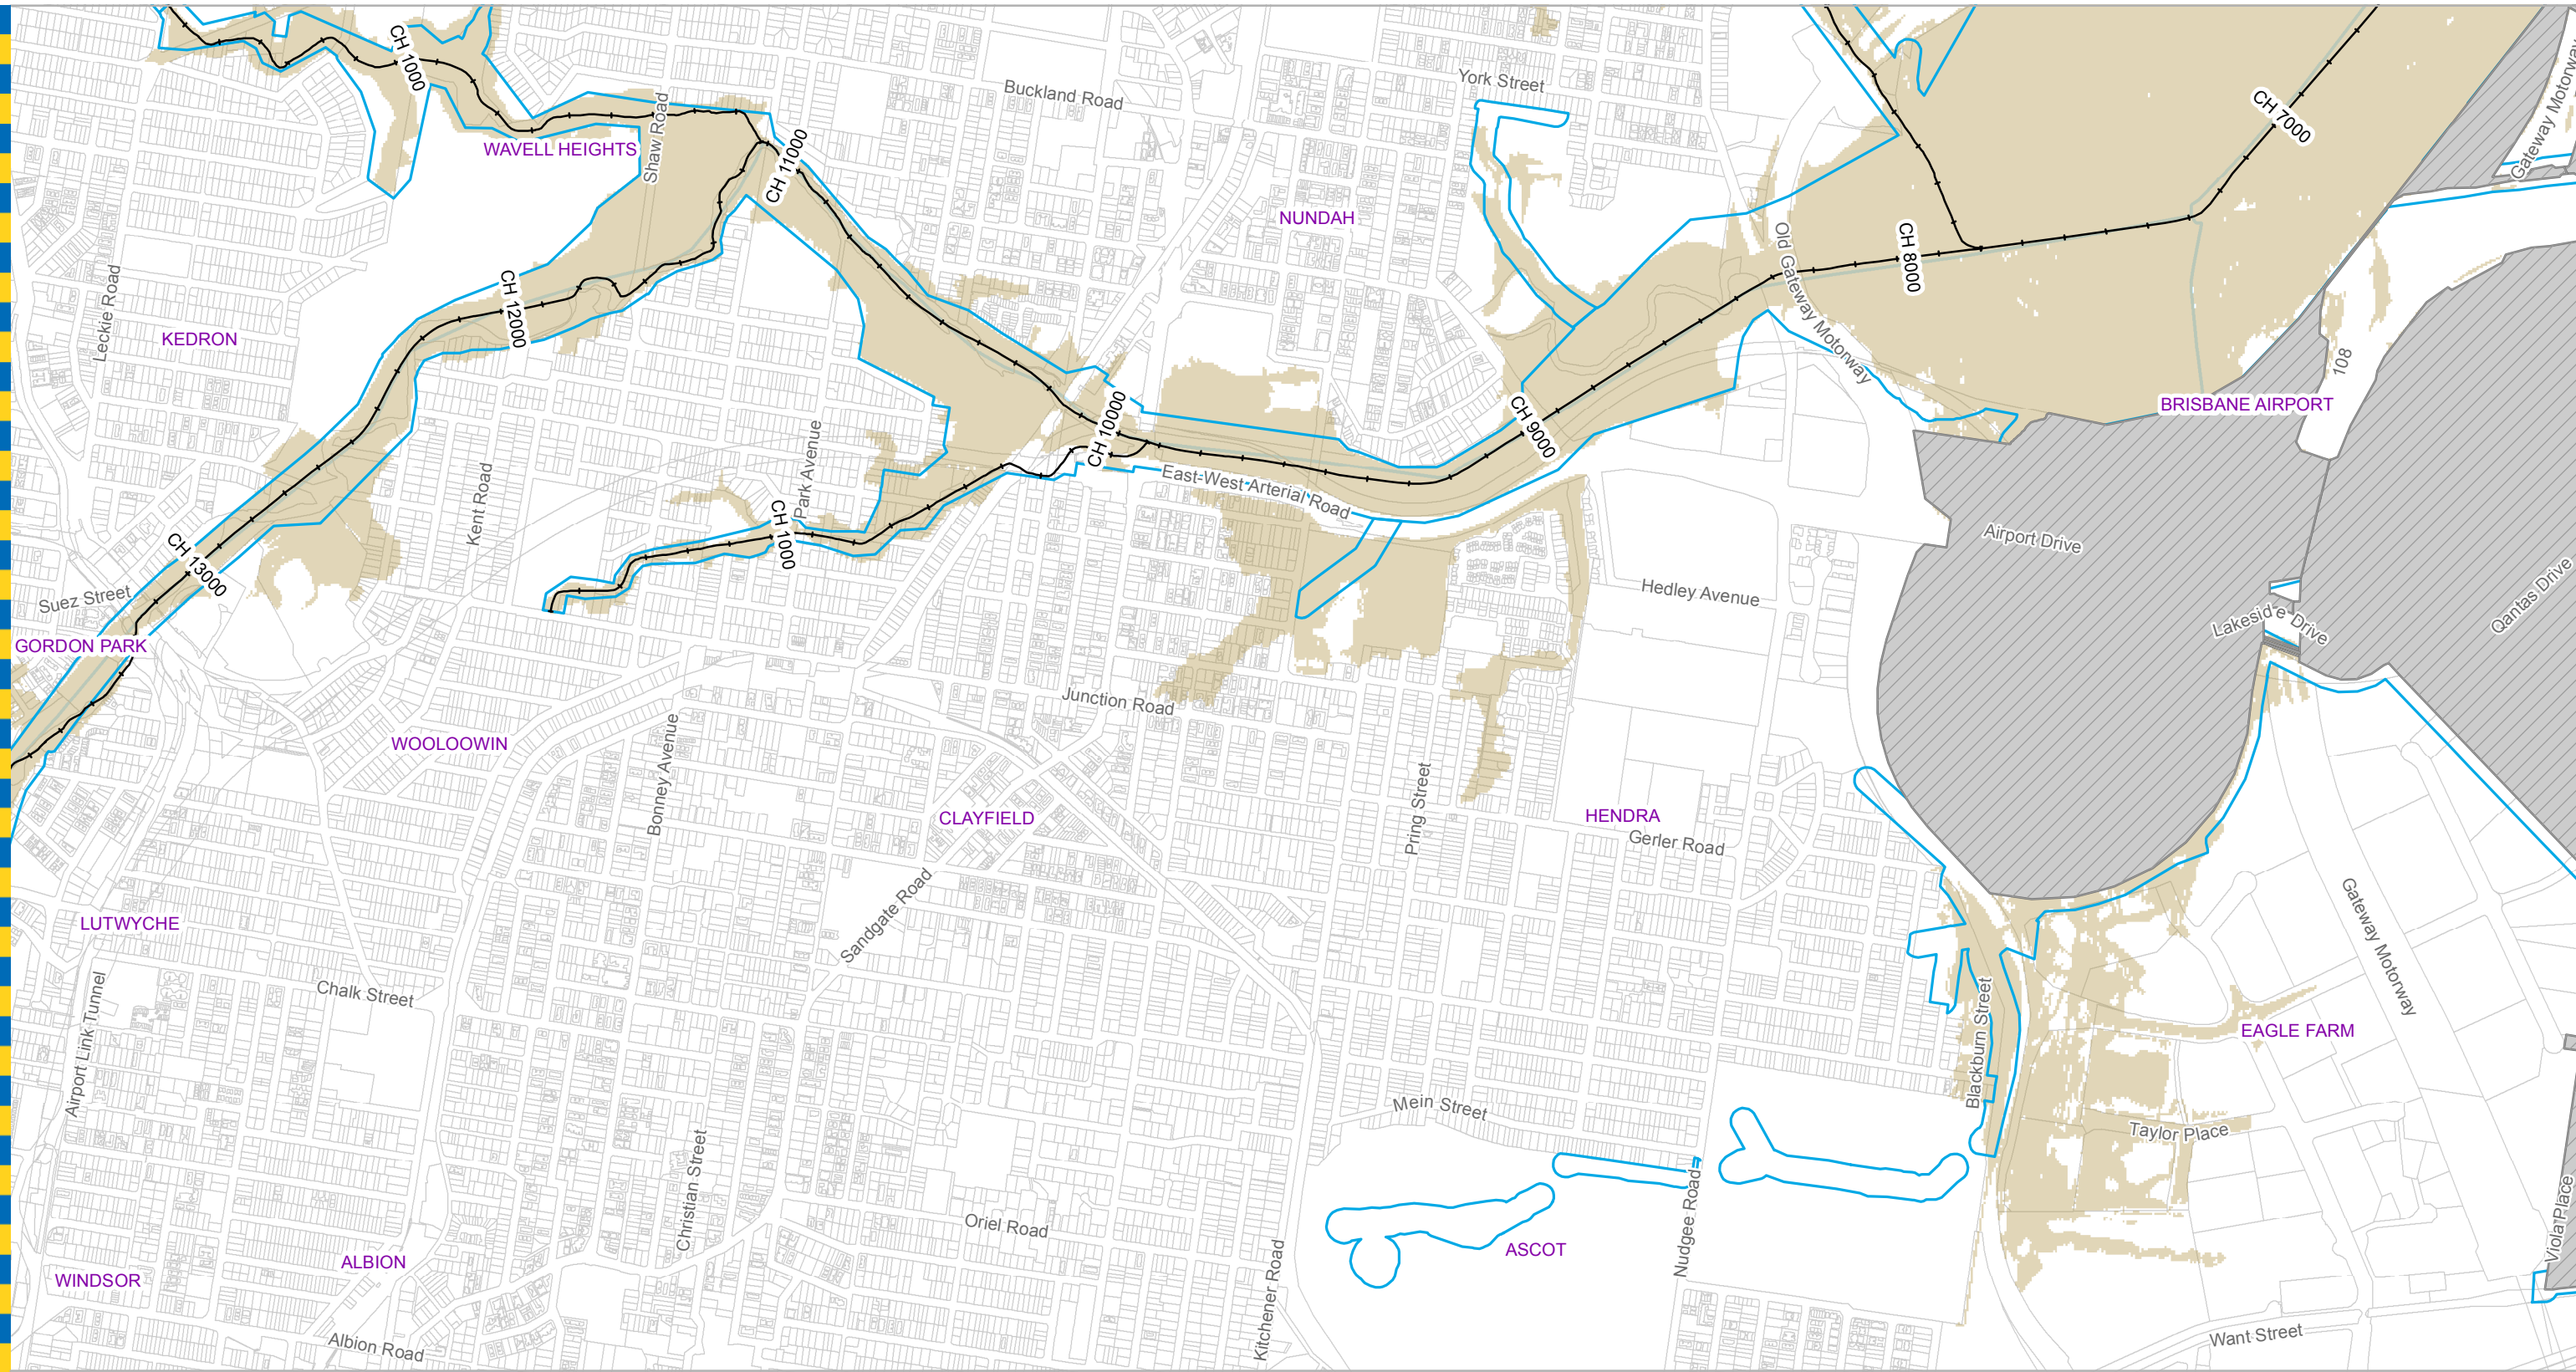 CH 1000
Buckland Road
York Street
Gateway Motorway
CH 7000
Gateway Motorway
Shaw Road
WAVELL HEIGHTS
CH 11000
NUNDAH
Old Gateway Motorway
CH 8000
Leckie Road
CH 12000
KEDRON
108
BRISBANE AIRPORT
CH 10000
CH 9000
Kent Road
Park Avenue
East-West Arterial Road
CH 1000
Airport Drive
CH 13000
Suez Street
Hedley Avenue
Qantas Drive
Lakeside Drive
GORDON PARK
Junction Road
WOOLOOWIN
Bonney Avenue
CLAYFIELD
Pring Street
HENDRA
Gerler Road
Sandgate Road
LUTWYCHE
Gateway Motorway
Chalk Street
Airport Link Tunnel
Blackburn Street
EAGLE FARM
Mein Street
Taylor Place
Christian Street
Oriel Road
Nudgee Road
Viola Place
ASCOT
ALBION
WINDSOR
Kitchener Road
Albion Road
Want Street